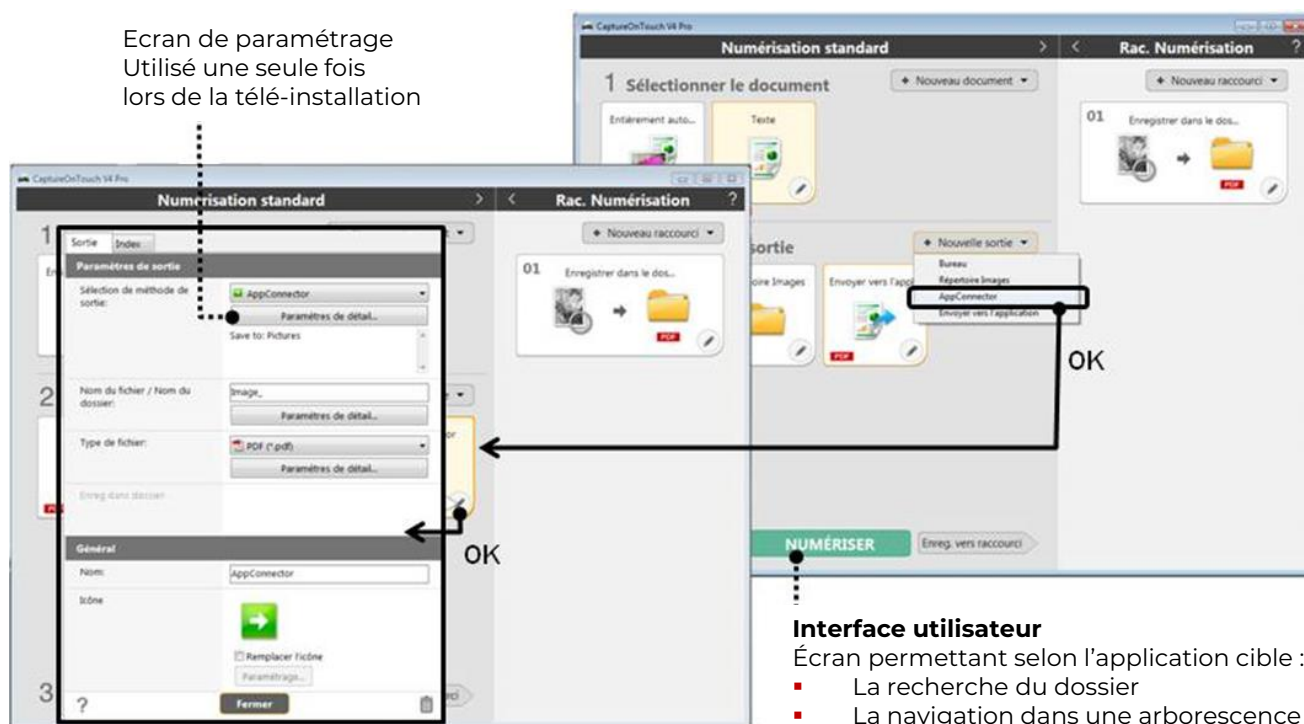 Ecran de paramétrage
Utilisé une seule fois
lors de la télé-installation
CaptureOnTouch V4 Pro
Numérisation standard > < Rac. Numérisation ?
1 Sélectionner le document
+ Nouveau document
+ Nouveau raccourci
Entièrement auto... Texte
01 Enregistrer dans le dos...
PDF
sortie
+ Nouvelle sortie
Bureau
Répertoire Images
AppConnector
Envoyer vers l'application
oire Images Envoyer vers l'app
PDF
OK
NUMÉRISER
Enreg. vers raccourci
CaptureOnTouch V4 Pro
Numérisation standard > < Rac. Numérisation ?
1
+ Nouveau raccourci
01 Enregistrer dans le dos...
PDF
Sortie Index
Paramètres de sortie
Sélection de méthode de
sortie:
AppConnector
Paramètres de détail...
Save to: Pictures
2
Nom du fichier / Nom du
dossier:
Image_
Paramètres de détail...
Type de fichier:
PDF (*.pdf)
Paramètres de détail...
Enreg dans dossier
OK
Général
Nom:
AppConnector
Icône
Remplacer l'icône
Paramétrage...
3
? Fermer
Interface utilisateur
Écran permettant selon l’application cible :
▪ La recherche du dossier
▪ La navigation dans une arborescence